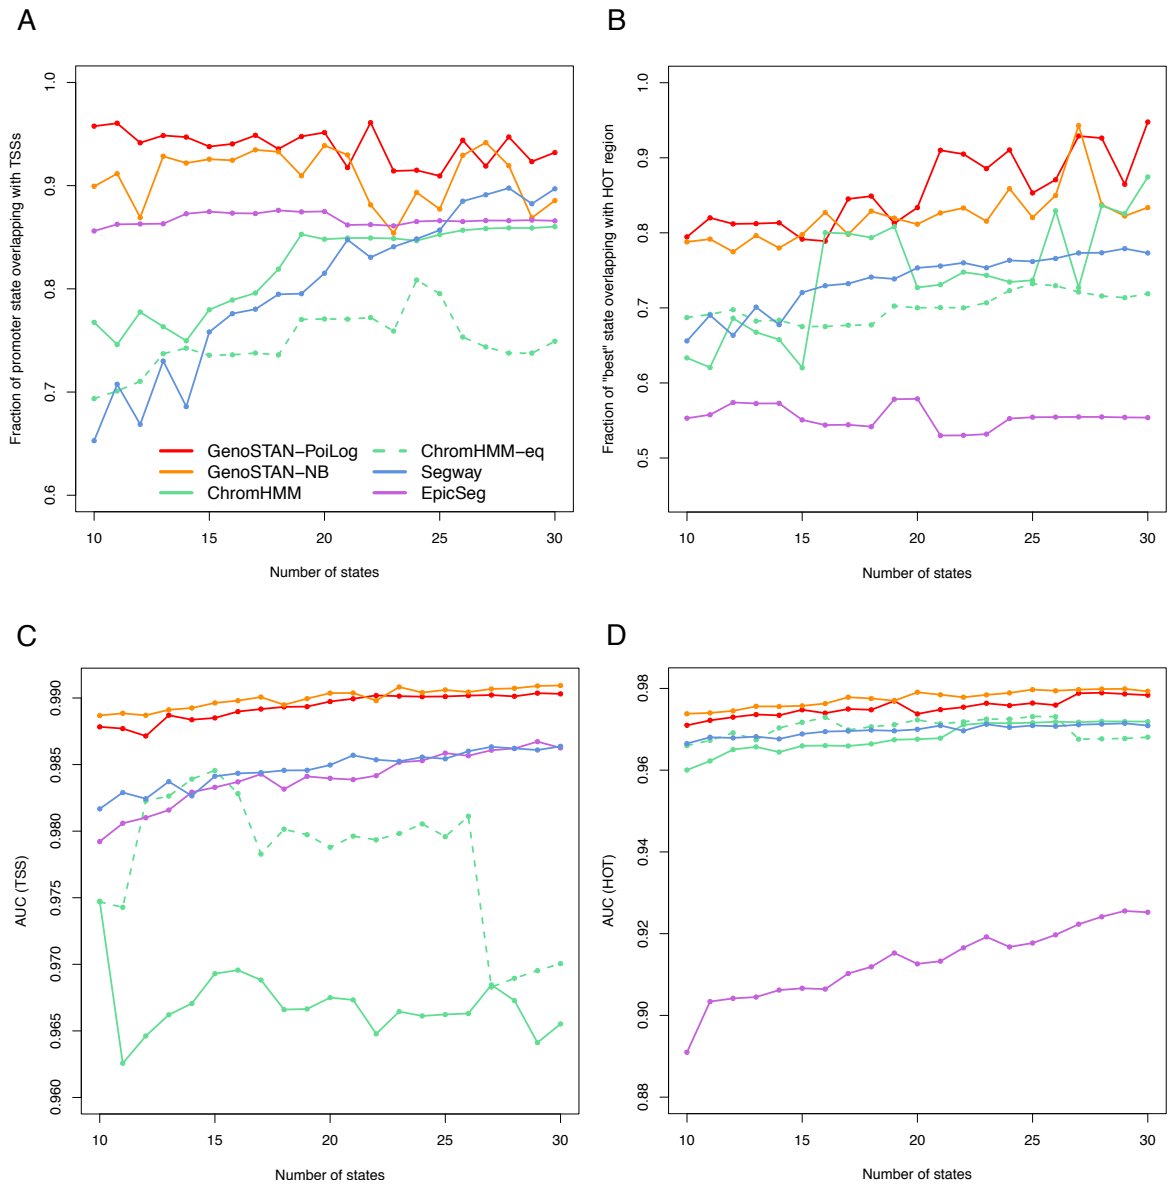 A
Fraction of promoter state overlapping with TSSs
1.0
0.9
0.8
0.7
0.6
GenoSTAN−PoiLog
GenoSTAN−NB
ChromHMM
ChromHMM−eq
Segway
EpicSeg
10 15 20 25 30
Number of states
B
Fraction of "best" state overlapping with HOT region
1.0
0.9
0.8
0.7
0.6
0.5
10 15 20 25 30
Number of states
C
AUC (TSS)
0.990
0.985
0.980
0.975
0.970
0.965
0.960
10 15 20 25 30
Number of states
D
AUC (HOT)
0.98
0.96
0.94
0.92
0.90
0.88
10 15 20 25 30
Number of states